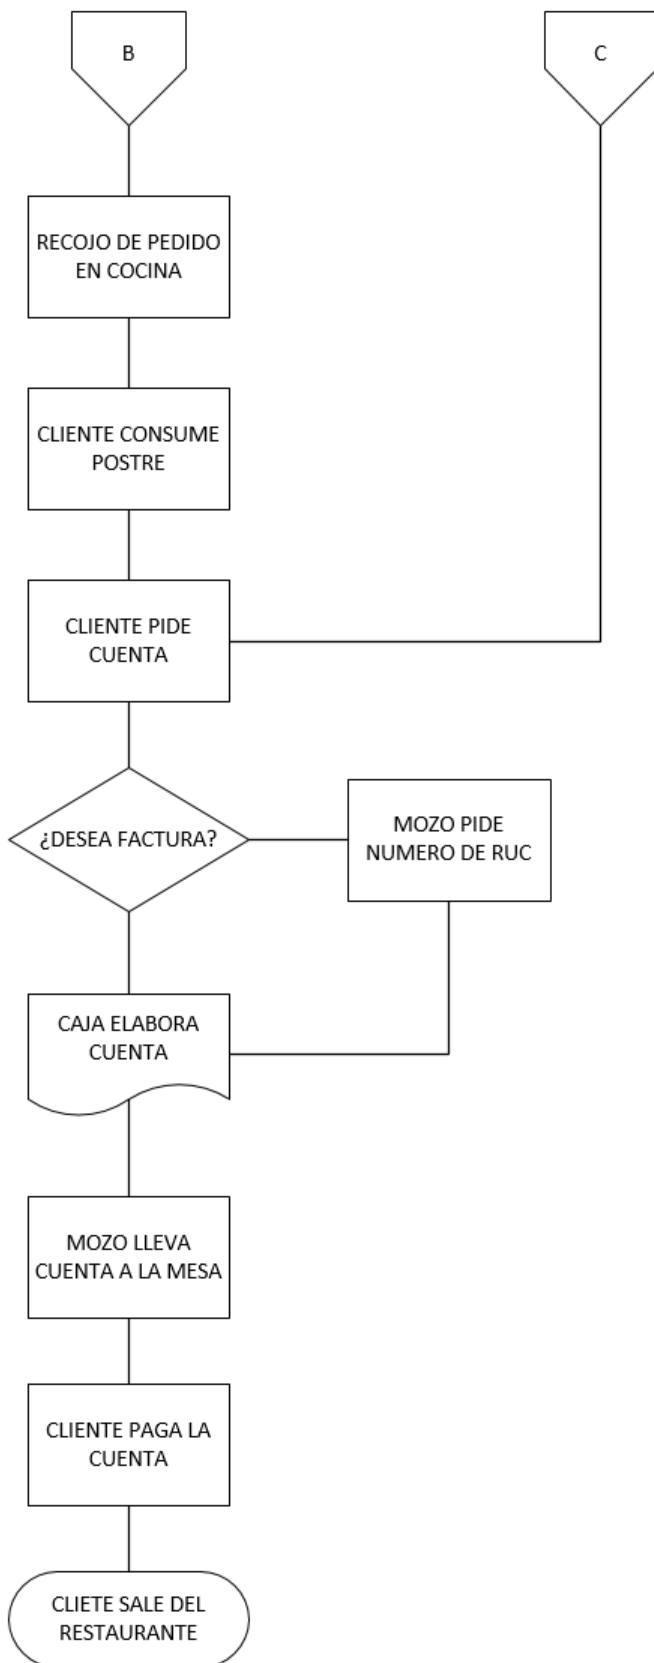 B
C
RECOJO DE PEDIDO
EN COCINA
CLIENTE CONSUME
POSTRE
CLIENTE PIDE
CUENTA
¿DESEA FACTURA?
MOZO PIDE
NUMERO DE RUC
CAJA ELABORA
CUENTA
MOZO LLEVA
CUENTA A LA MESA
CLIENTE PAGA LA
CUENTA
CLIETE SALE DEL
RESTAURANTE